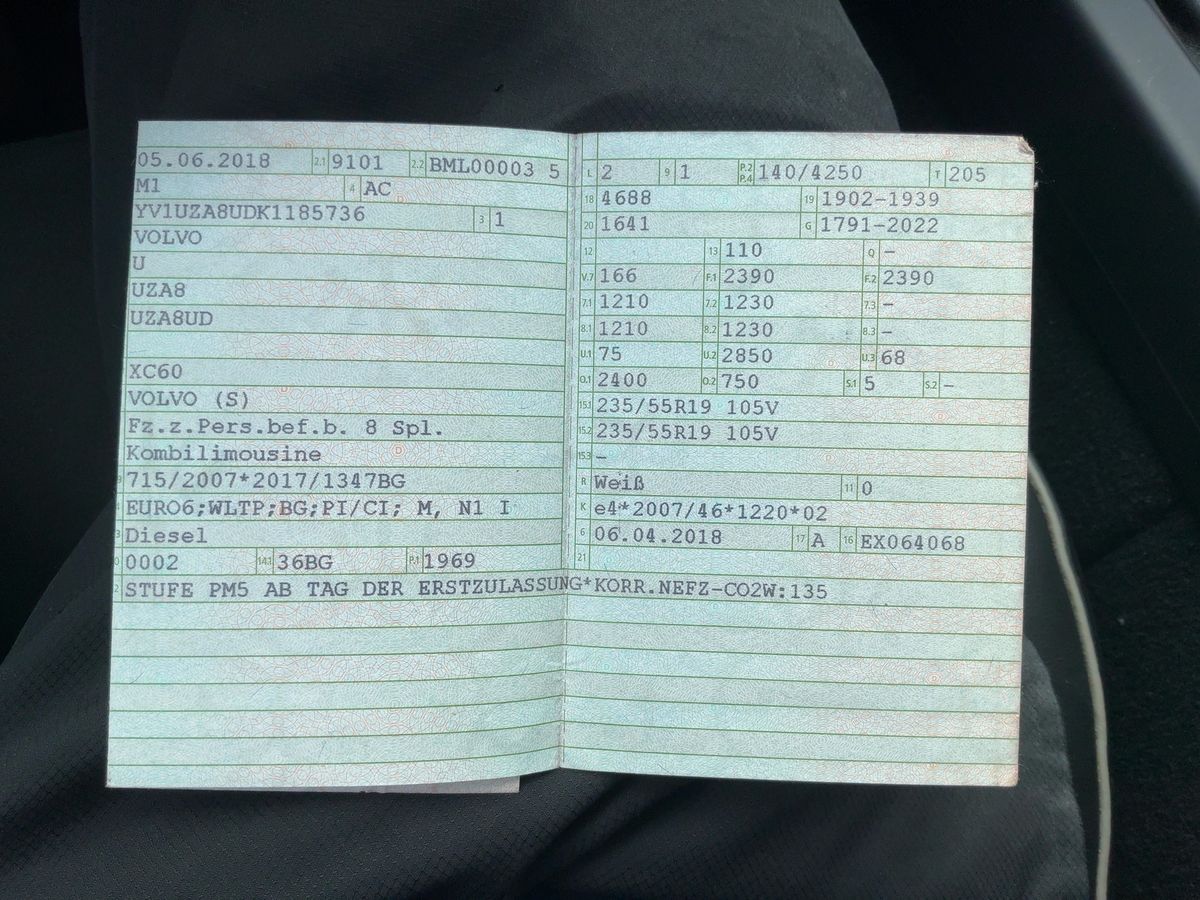 05.06.2018 2.1 9101 2.2 BML00003 5
M1 4 AC
YV1UZA8UDK1185736 3 1
VOLVO
U
UZA8
UZA8UD
XC60
VOLVO (S)
Fz.z.Pers.bef.b. 8 Spl.
Kombilimousine
715/2007*2017/1347BG
EURO6;WLTP;BG;PI/CI; M, N1 I
Diesel
0002 14.1 36BG P.1 1969
STUFE PM5 AB TAG DER ERSTZULASSUNG*KORR.NEFZ-CO2W:135
L 2 9 1 P.2 P.4 140/4250 T 205
18 4688 19 1902-1939
20 1641 G 1791-2022
12 13 110 Q –
V.7 166 F.1 2390 F.2 2390
7.1 1210 7.2 1230 7.3 –
8.1 1210 8.2 1230 8.3 –
U.1 75 U.2 2850 U.3 68
O.1 2400 O.2 750 S.1 5 S.2 –
15.1 235/55R19 105V
15.2 235/55R19 105V
15.3 –
R Weiß 11 0
K e4*2007/46*1220*02
6 06.04.2018 17 A 16 EX064068
21